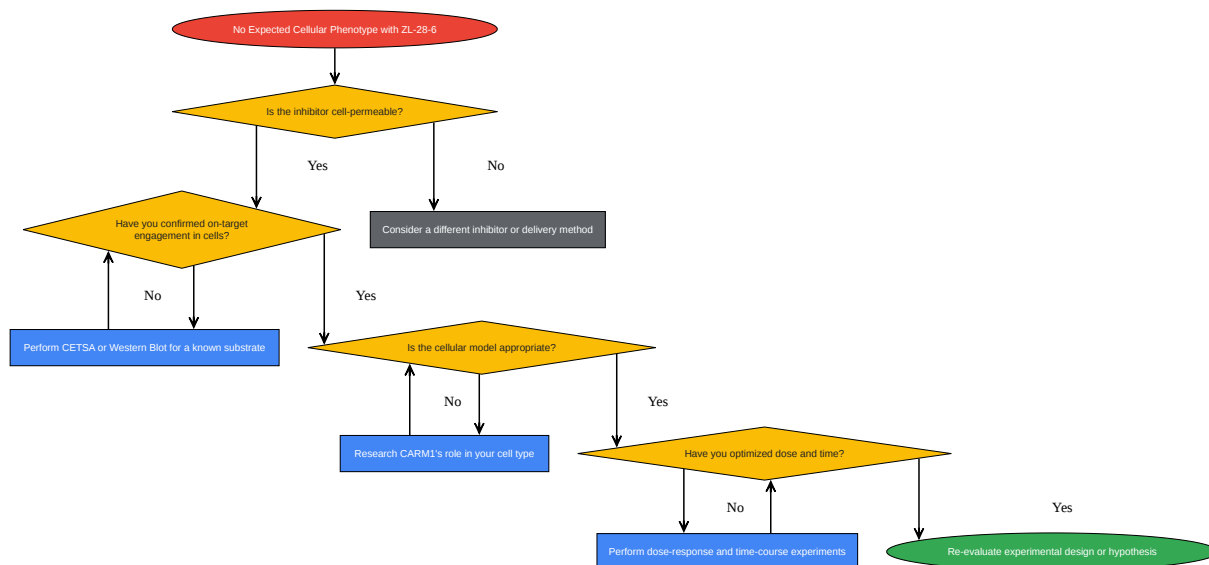 No Expected Cellular Phenotype with ZL-28-6
Is the inhibitor cell-permeable?
Yes
No
Have you confirmed on-target
engagement in cells?
Consider a different inhibitor or delivery method
No
Yes
Perform CETSA or Western Blot for a known substrate
Is the cellular model appropriate?
No
Yes
Research CARM1's role in your cell type
Have you optimized dose and time?
No
Yes
Perform dose-response and time-course experiments
Re-evaluate experimental design or hypothesis